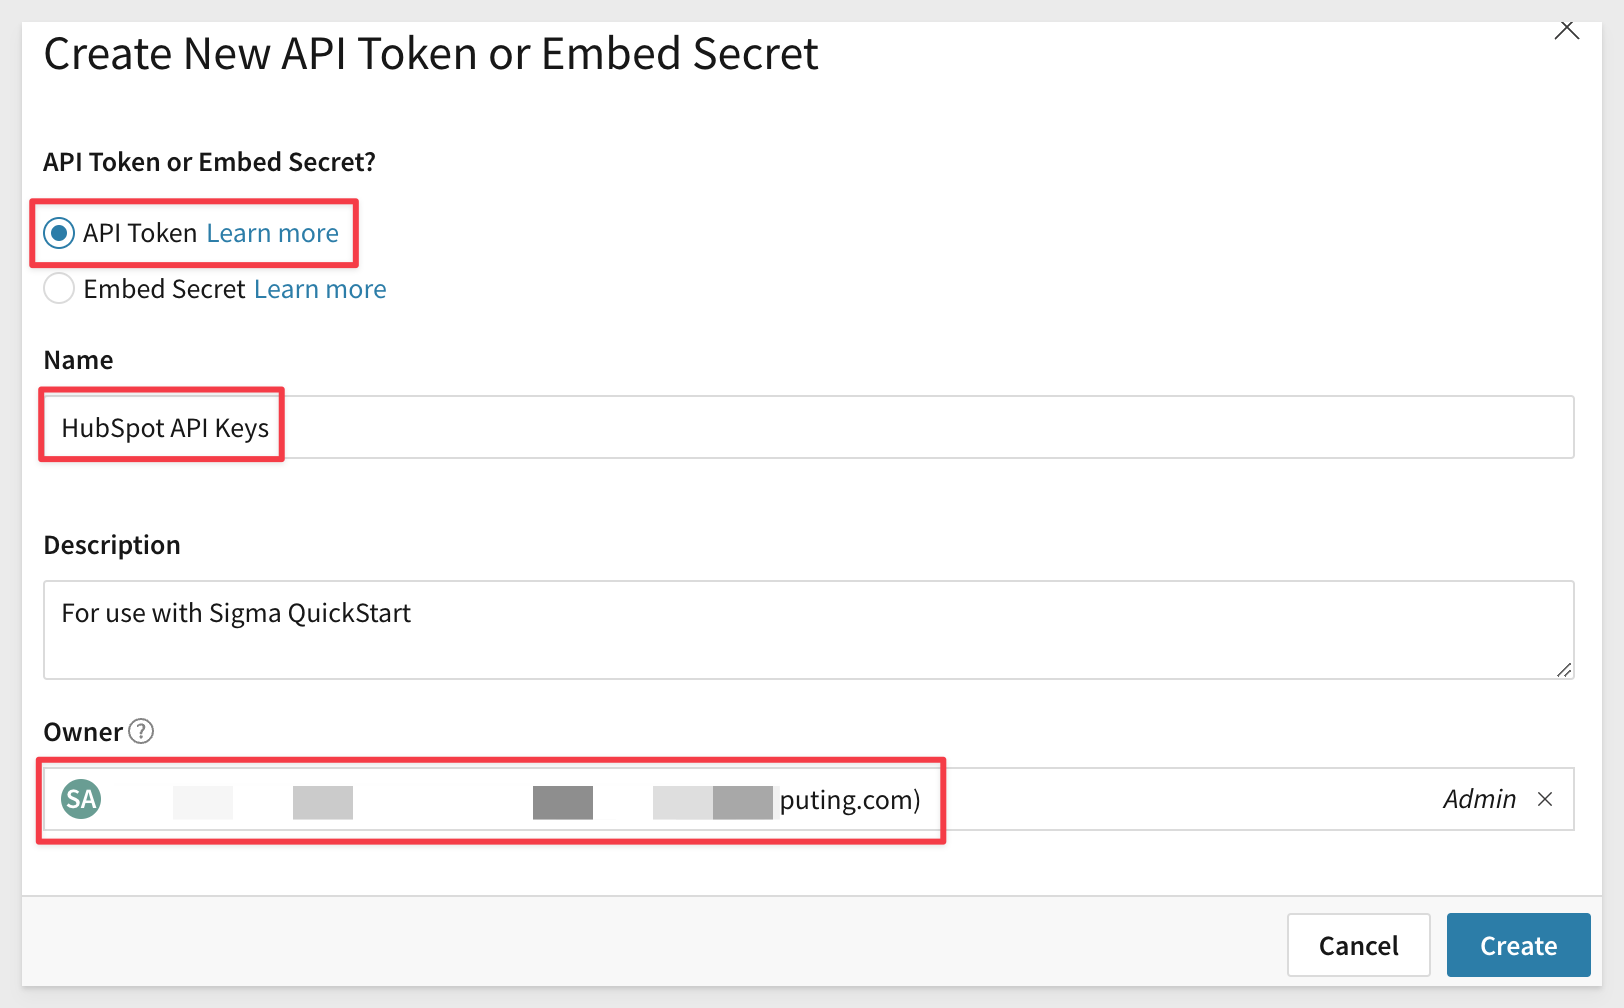 Create New API Token or Embed Secret
API Token or Embed Secret?
API Token Learn more
Embed Secret Learn more
Name
HubSpot API Keys
Description
For use with Sigma QuickStart
Owner ?
SA puting.com) Admin
Cancel Create